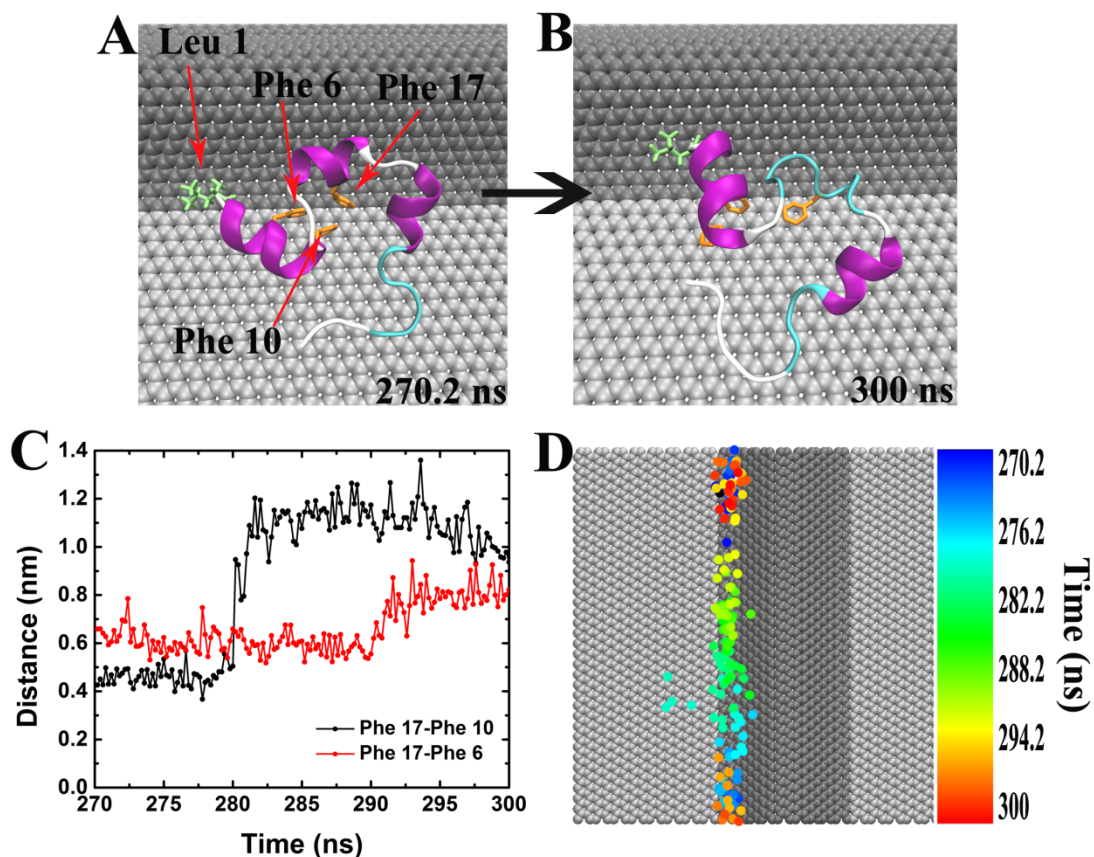 A
B
Leu 1
Phe 6
Phe 17
Phe 10
270.2 ns
300 ns
C
D
1.4
1.2
1.0
0.8
0.6
0.4
0.2
0.0
Distance (nm)
Phe 17-Phe 10
Phe 17-Phe 6
270
275
280
285
290
295
300
Time (ns)
270.2
276.2
282.2
288.2
294.2
300
Time (ns)